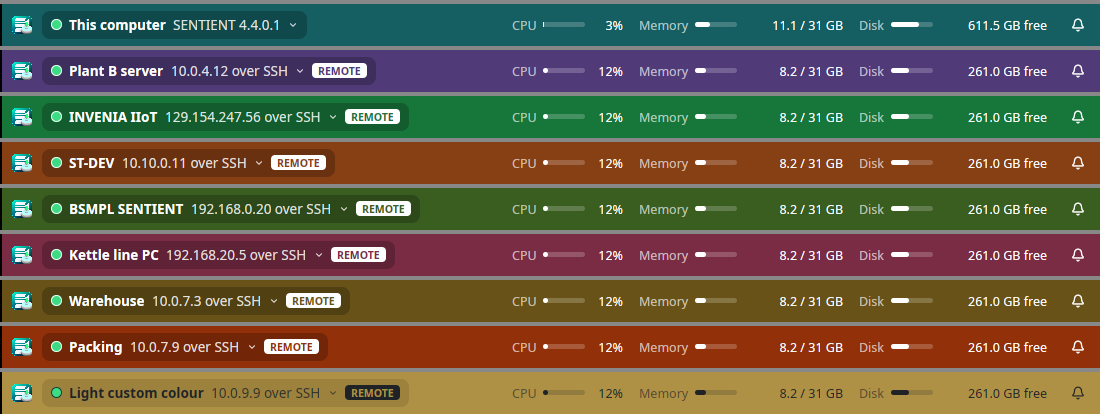 This computer SENTIENT 4.4.0.1 CPU 3% Memory 11.1 / 31 GB Disk 611.5 GB free
Plant B server 10.0.4.12 over SSH REMOTE CPU 12% Memory 8.2 / 31 GB Disk 261.0 GB free
INVENIA IIoT 129.154.247.56 over SSH REMOTE CPU 12% Memory 8.2 / 31 GB Disk 261.0 GB free
ST-DEV 10.10.0.11 over SSH REMOTE CPU 12% Memory 8.2 / 31 GB Disk 261.0 GB free
BSMPL SENTIENT 192.168.0.20 over SSH REMOTE CPU 12% Memory 8.2 / 31 GB Disk 261.0 GB free
Kettle line PC 192.168.20.5 over SSH REMOTE CPU 12% Memory 8.2 / 31 GB Disk 261.0 GB free
Warehouse 10.0.7.3 over SSH REMOTE CPU 12% Memory 8.2 / 31 GB Disk 261.0 GB free
Packing 10.0.7.9 over SSH REMOTE CPU 12% Memory 8.2 / 31 GB Disk 261.0 GB free
Light custom colour 10.0.9.9 over SSH REMOTE CPU 12% Memory 8.2 / 31 GB Disk 261.0 GB free